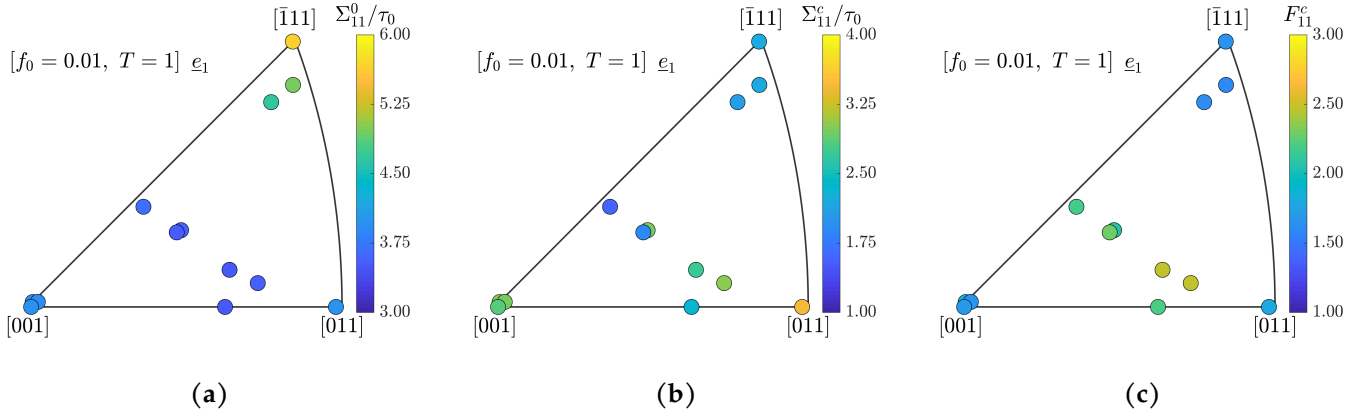 [1̄11] Σ⁰₁₁/τ₀
6.00
[f₀ = 0.01, T = 1] e̲₁
5.25
4.50
3.75
3.00
[001] [011]
(a)
[1̄11] Σᶜ₁₁/τ₀
4.00
[f₀ = 0.01, T = 1] e̲₁
3.25
2.50
1.75
1.00
[001] [011]
(b)
[1̄11] Fᶜ₁₁
3.00
[f₀ = 0.01, T = 1] e̲₁
2.50
2.00
1.50
1.00
[001] [011]
(c)